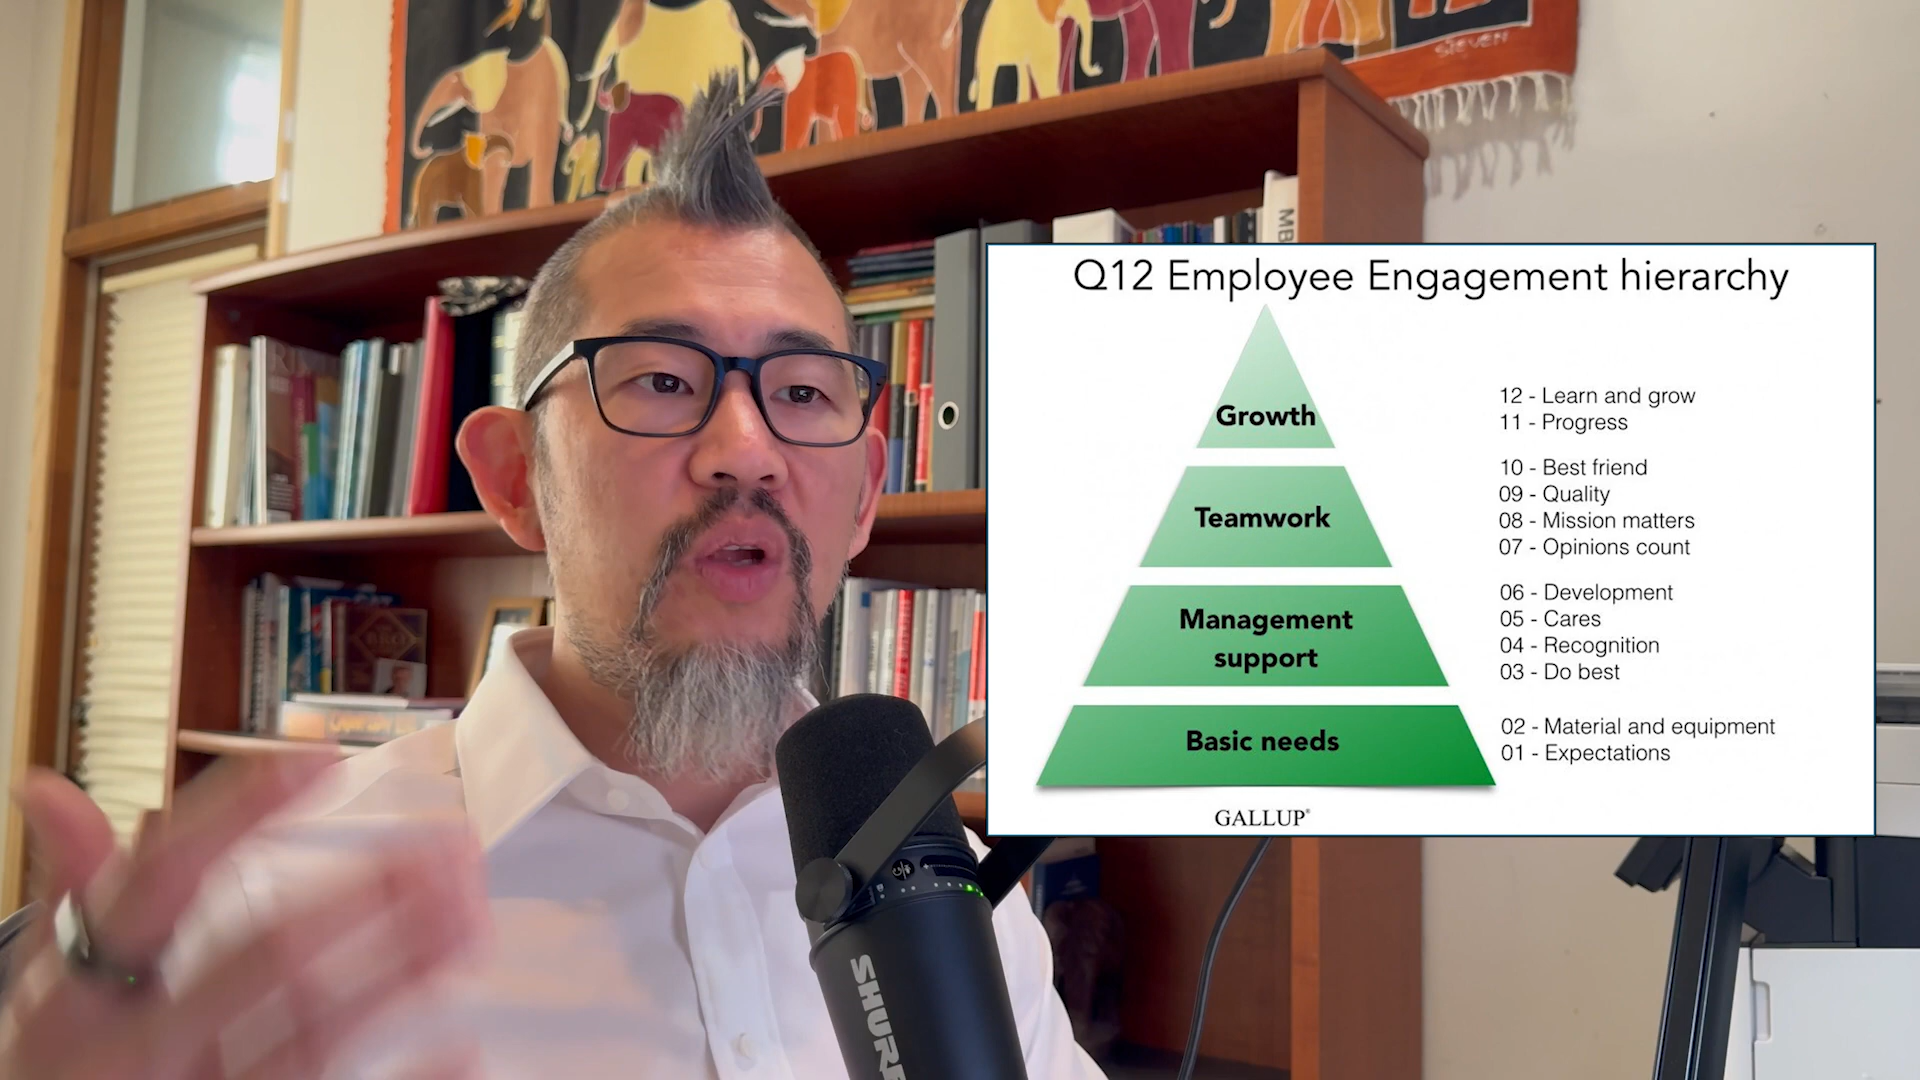 STEVEN
MB
Q12 Employee Engagement hierarchy
Growth
12 - Learn and grow
11 - Progress
Teamwork
10 - Best friend
09 - Quality
08 - Mission matters
07 - Opinions count
Management
support
06 - Development
05 - Cares
04 - Recognition
03 - Do best
Basic needs
02 - Material and equipment
01 - Expectations
GALLUP®
SHURE